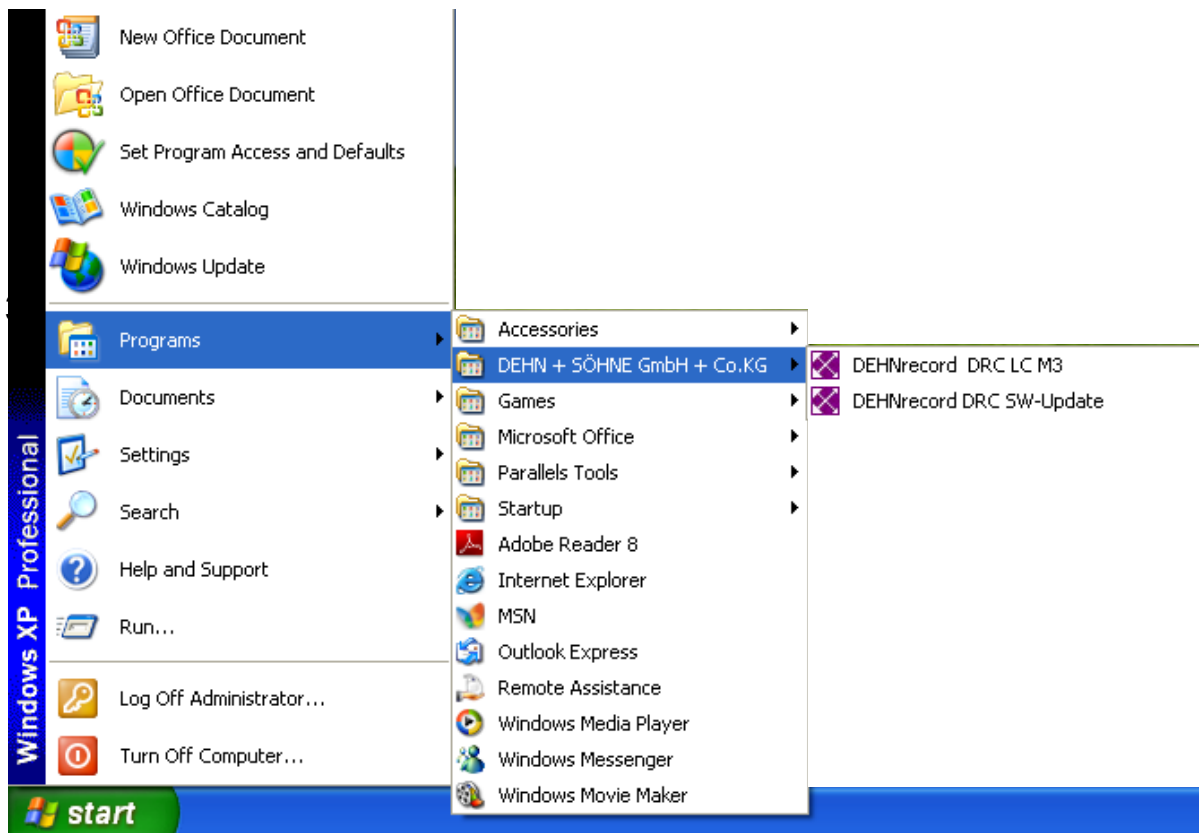 New Office Document
Open Office Document
Set Program Access and Defaults
Windows Catalog
Windows Update
Programs
Documents
Settings
Search
Help and Support
Run...
Log Off Administrator...
Turn Off Computer...
Windows XP Professional
start
Accessories
DEHN + SÖHNE GmbH + Co.KG
Games
Microsoft Office
Parallels Tools
Startup
Adobe Reader 8
Internet Explorer
MSN
Outlook Express
Remote Assistance
Windows Media Player
Windows Messenger
Windows Movie Maker
DEHNrecord  DRC LC M3
DEHNrecord DRC SW-Update